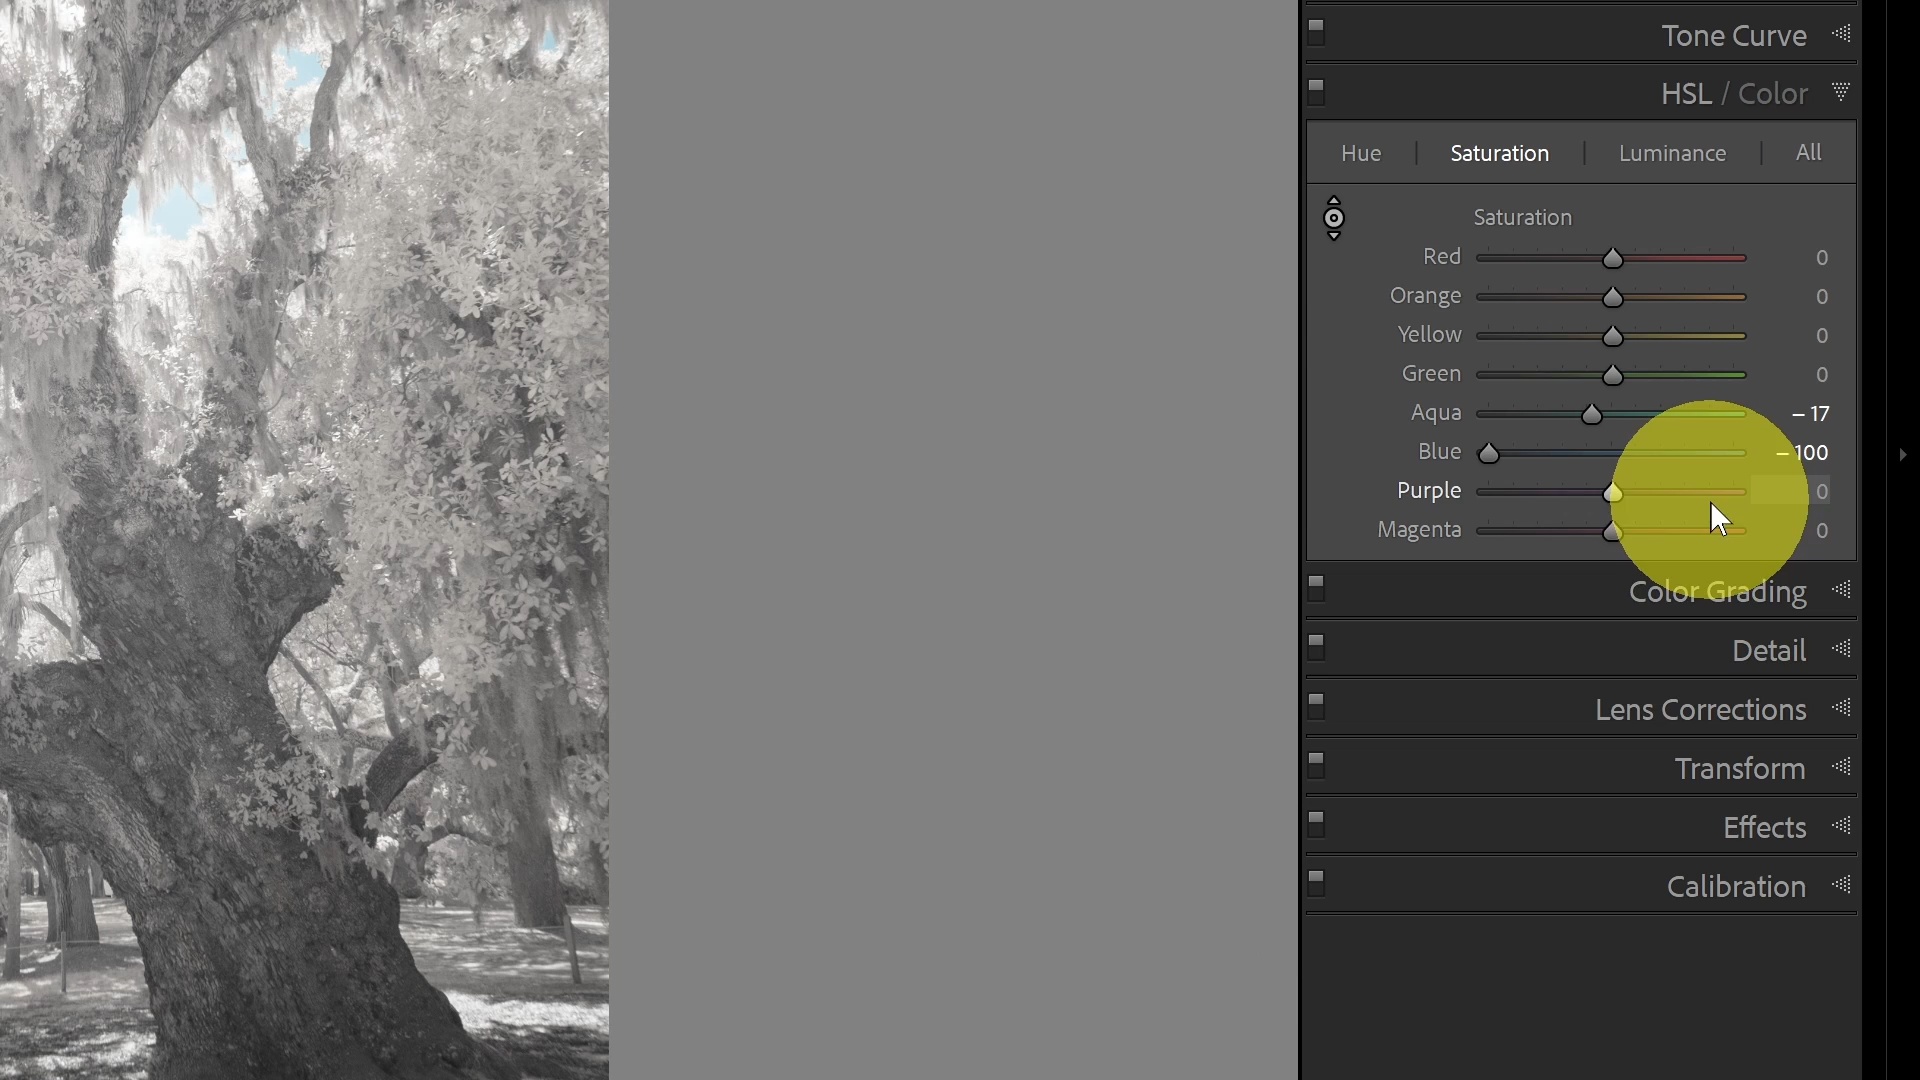 Tone Curve
HSL / Color
Hue | Saturation | Luminance | All
Saturation
Red 0
Orange 0
Yellow 0
Green 0
Aqua – 17
Blue – 100
Purple 0
Magenta 0
Color Grading
Detail
Lens Corrections
Transform
Effects
Calibration